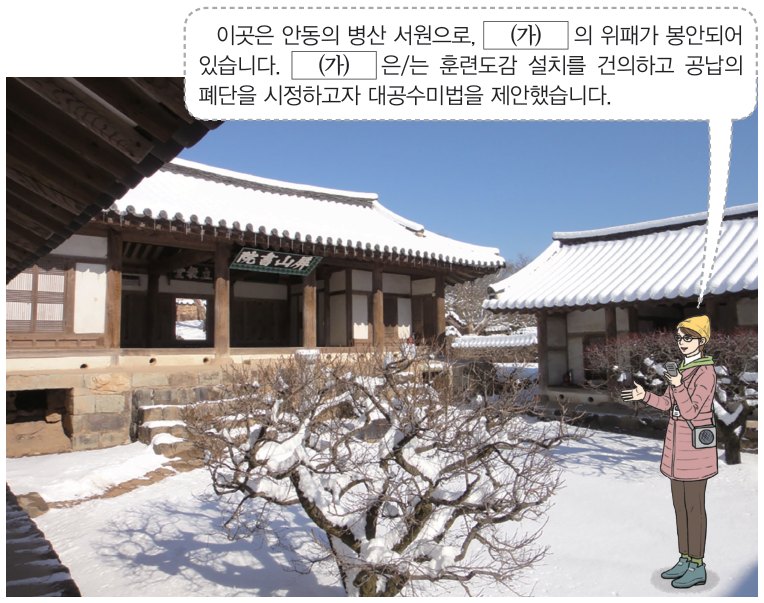 이곳은 안동의 병산 서원으로, (가) 의 위패가 봉안되어
있습니다. (가) 은/는 훈련도감 설치를 건의하고 공납의
폐단을 시정하고자 대공수미법을 제안했습니다.
屛山書院